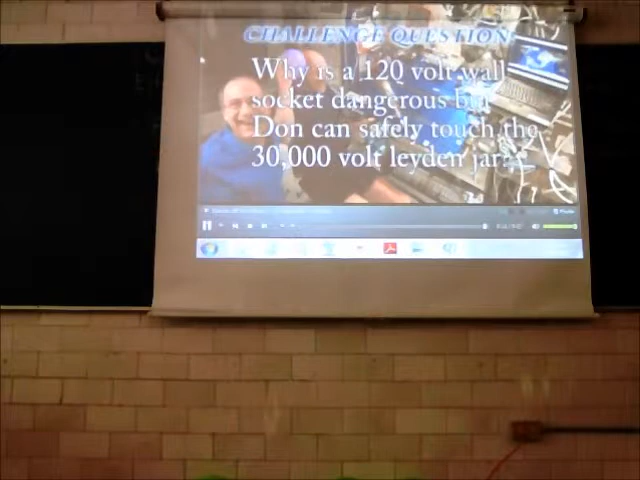 CHALLENGE QUESTION
Why is a 120 volt wall
socket dangerous but
Don can safely touch the
30,000 volt leyden jar?